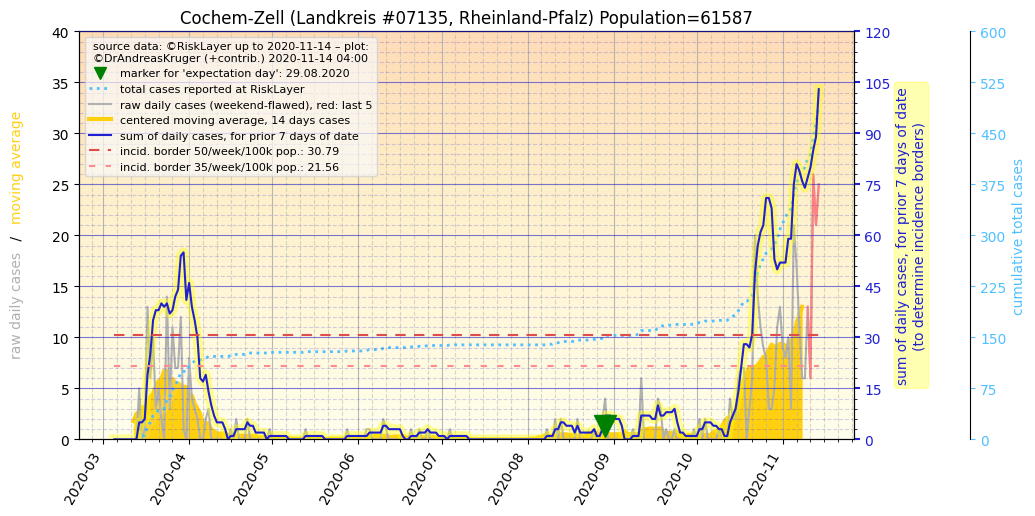 Cochem-Zell (Landkreis #07135, Rheinland-Pfalz) Population=61587
source data: ©RiskLayer up to 2020-11-14 – plot:
©DrAndreasKruger (+contrib.) 2020-11-14 04:00
marker for 'expectation day': 29.08.2020
total cases reported at RiskLayer
raw daily cases (weekend-flawed), red: last 5
centered moving average, 14 days cases
sum of daily cases, for prior 7 days of date
incid. border 50/week/100k pop.: 30.79
incid. border 35/week/100k pop.: 21.56
raw daily cases / moving average
40
35
30
25
20
15
10
5
0
2020-03
2020-04
2020-05
2020-06
2020-07
2020-08
2020-09
2020-10
2020-11
120
105
90
75
60
45
30
15
0
sum of daily cases, for prior 7 days of date
(to determine incidence borders)
600
525
450
375
300
225
150
75
0
cumulative total cases